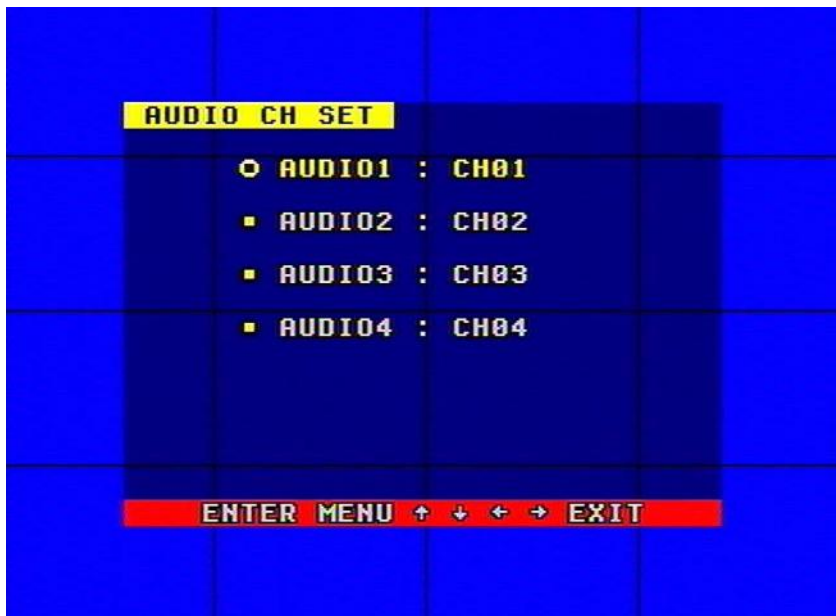 AUDIO CH SET
AUDIO1 : CH01
AUDIO2 : CH02
AUDIO3 : CH03
AUDIO4 : CH04
ENTER MENU ↑ ↓ ← → EXIT